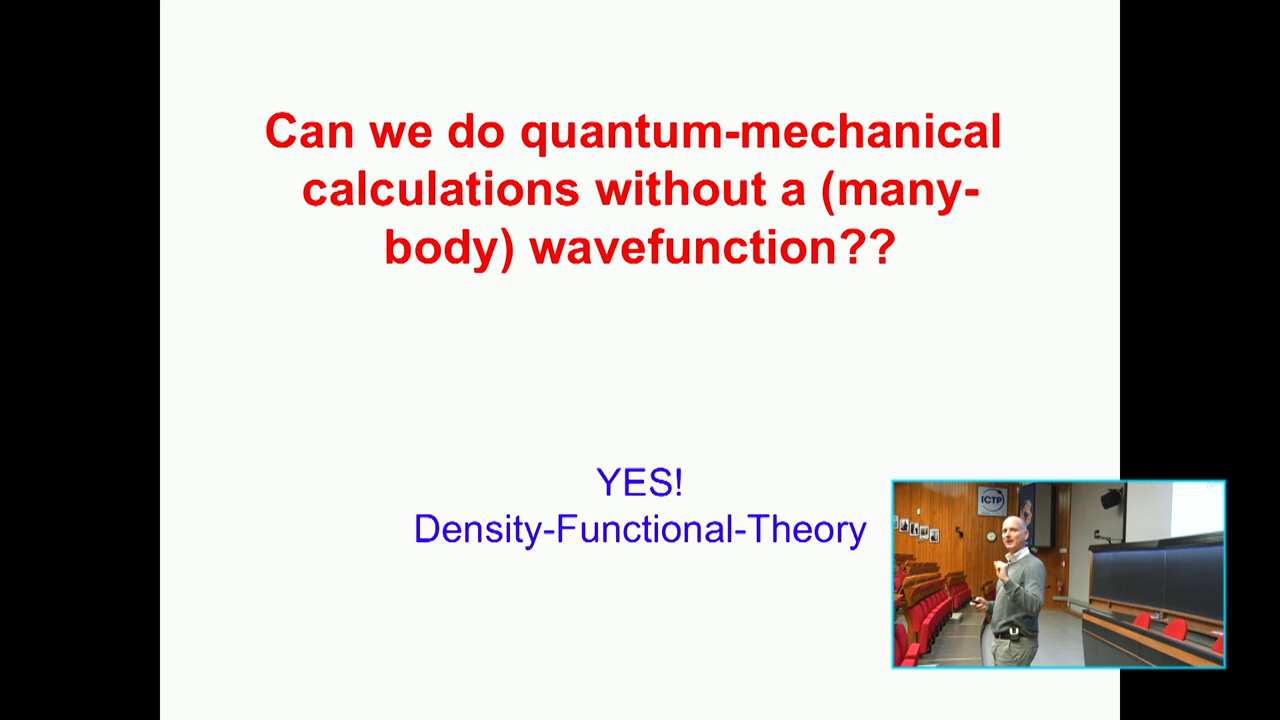 Can we do quantum-mechanical
calculations without a (many-
body) wavefunction??
YES!
Density-Functional-Theory
ICTP